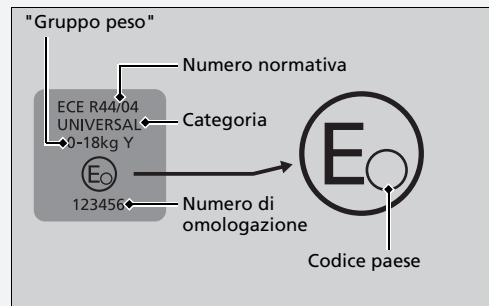 "Gruppo peso"
Numero normativa
ECE R44/04
UNIVERSAL
Categoria
0-18kg Y
E
E
123456
Numero di
omologazione
Codice paese